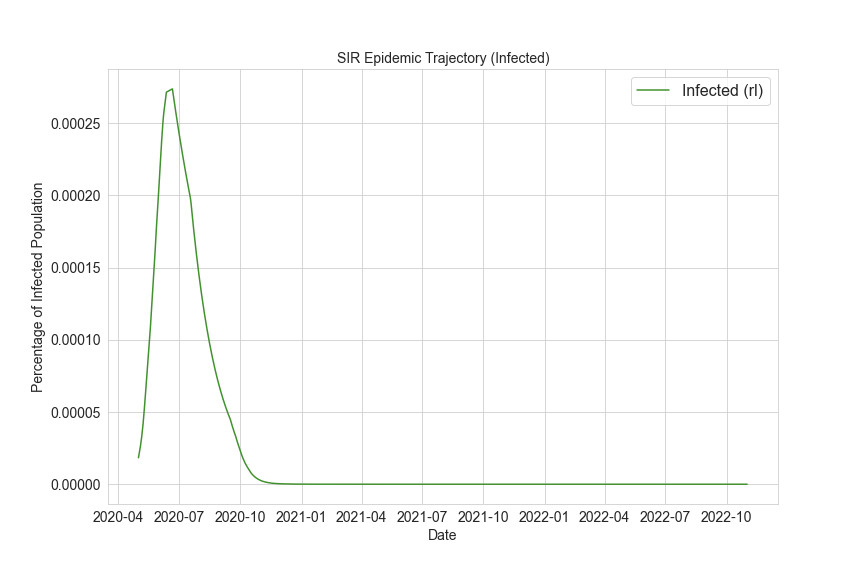 SIR Epidemic Trajectory (Infected)
Infected (rI)
Percentage of Infected Population
0.00025
0.00020
0.00015
0.00010
0.00005
0.00000
2020-04 2020-07 2020-10 2021-01 2021-04 2021-07 2021-10 2022-01 2022-04 2022-07 2022-10
Date